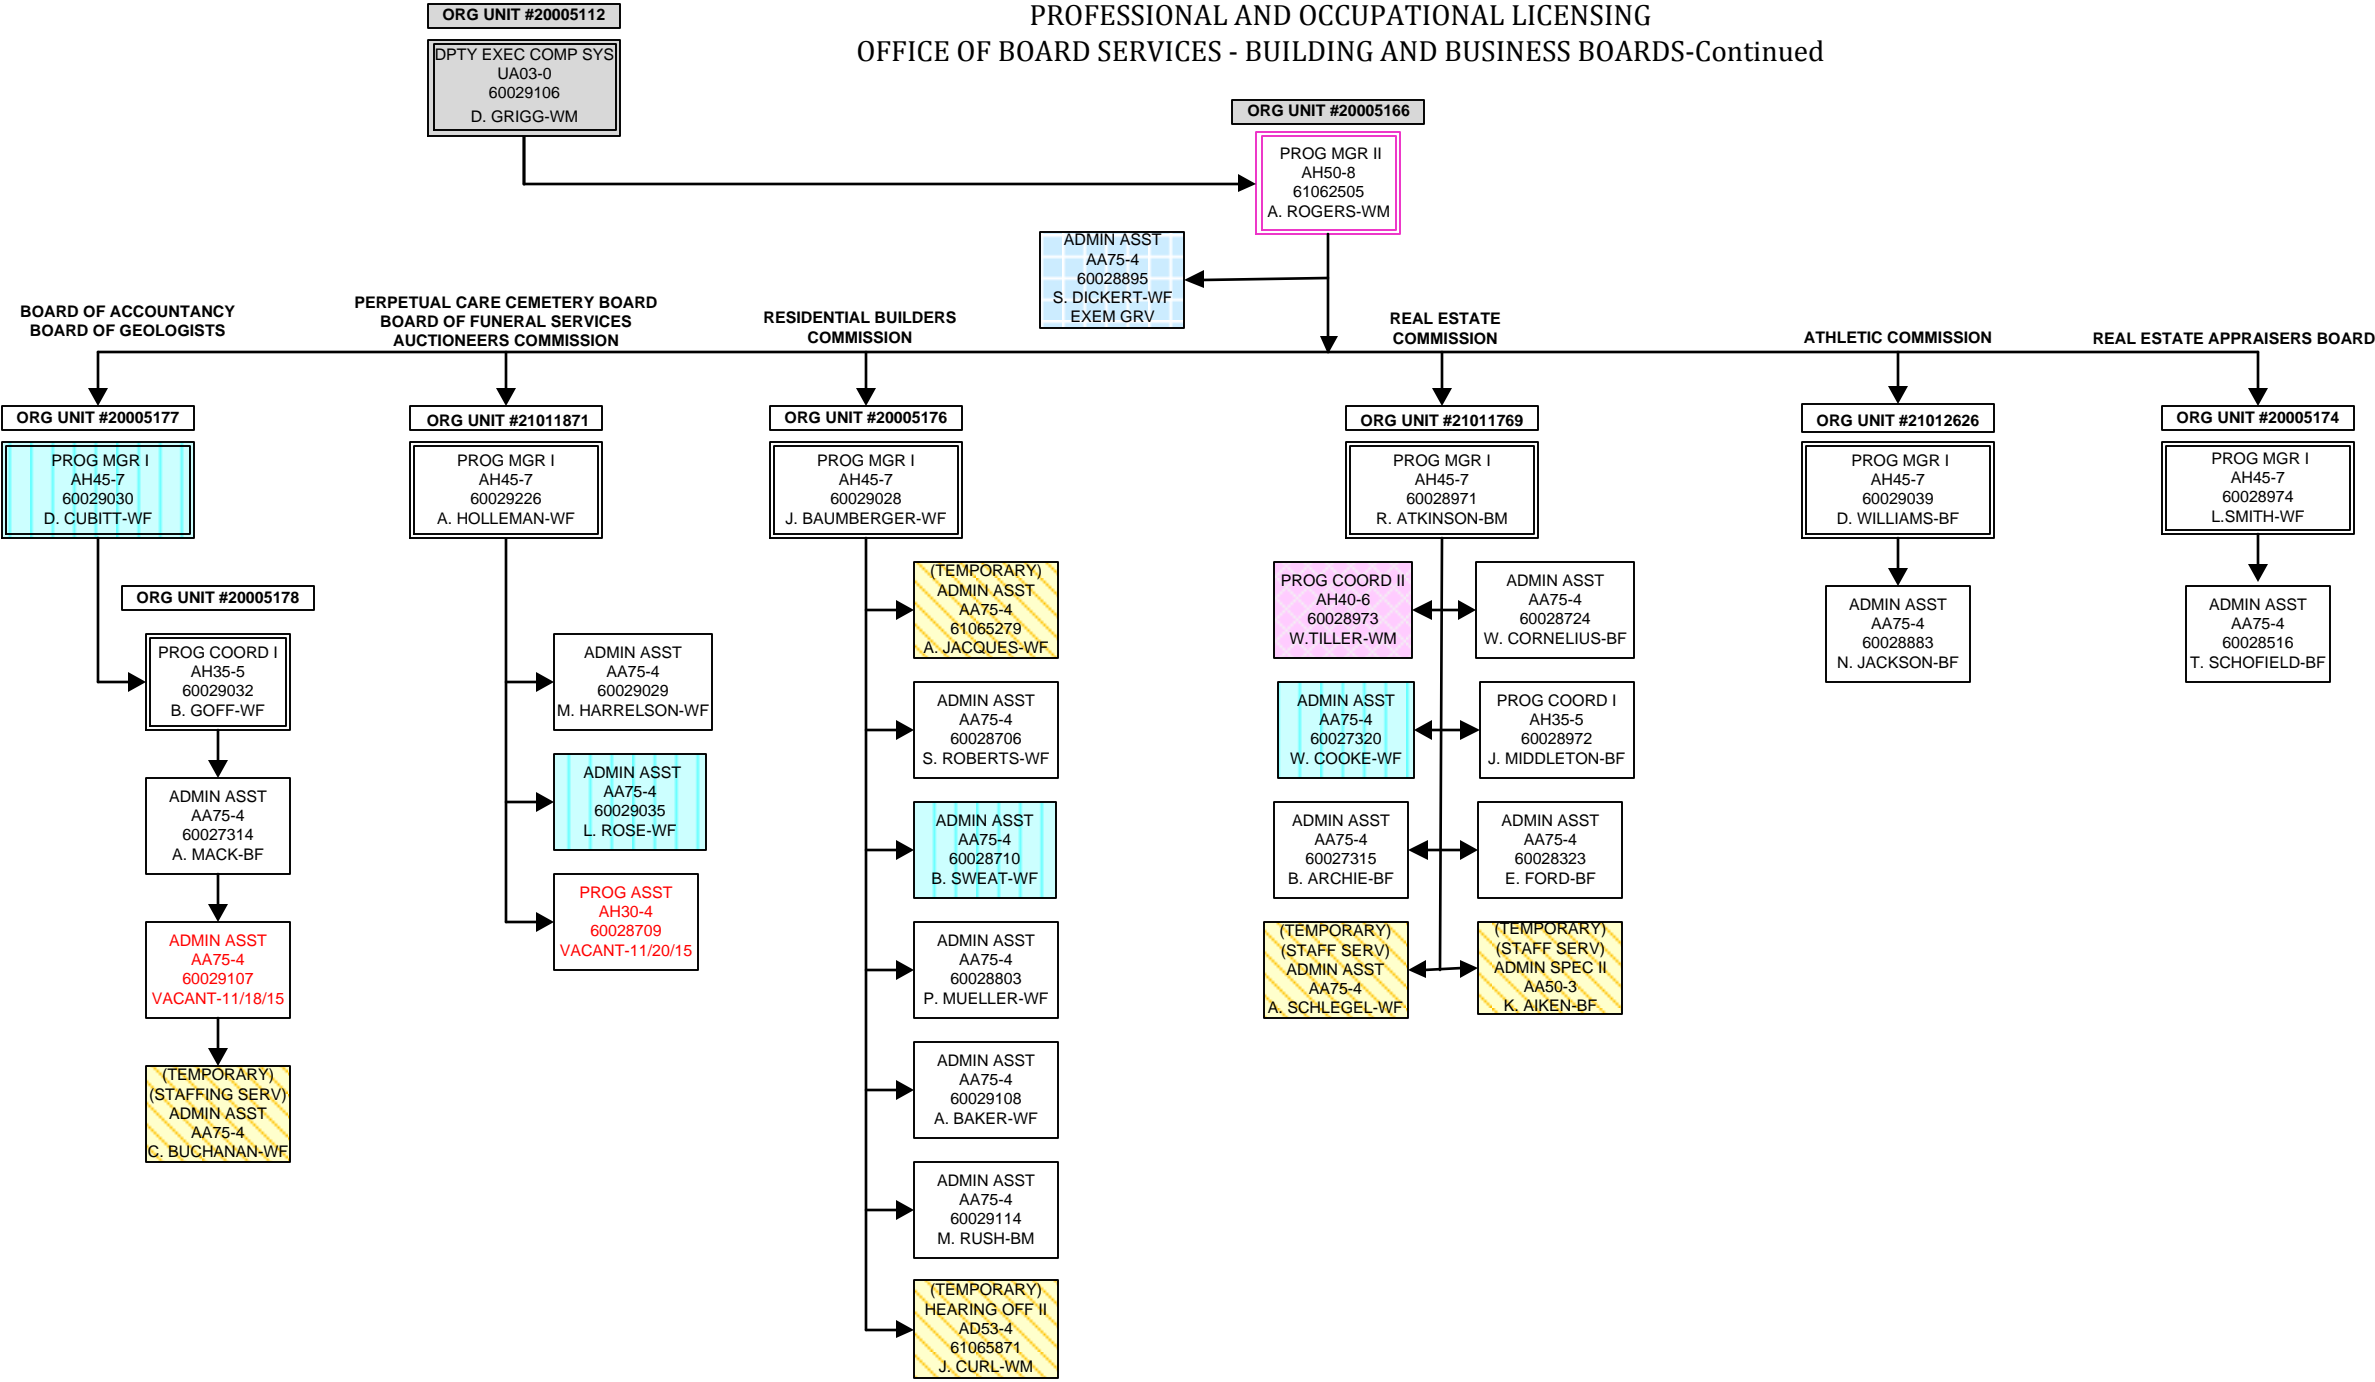 ORG UNIT #20005112
PROFESSIONAL AND OCCUPATIONAL LICENSING
OFFICE OF BOARD SERVICES - BUILDING AND BUSINESS BOARDS-Continued
DPTY EXEC COMP SYS
UA03-0
60029106
D. GRIGG-WM
ORG UNIT #20005166
PROG MGR II
AH50-8
61062505
A. ROGERS-WM
ADMIN ASST
AA75-4
60028895
S. DICKERT-WF
EXEM GRV
BOARD OF ACCOUNTANCY
BOARD OF GEOLOGISTS
ORG UNIT #20005177
PROG MGR I
AH45-7
60029030
D. CUBITT-WF
ORG UNIT #20005178
PROG COORD I
AH35-5
60029032
B. GOFF-WF
ADMIN ASST
AA75-4
60027314
A. MACK-BF
ADMIN ASST
AA75-4
60029107
VACANT-11/18/15
(TEMPORARY)
(STAFFING SERV)
ADMIN ASST
AA75-4
C. BUCHANAN-WF
PERPETUAL CARE CEMETERY BOARD
BOARD OF FUNERAL SERVICES
AUCTIONEERS COMMISSION
ORG UNIT #21011871
PROG MGR I
AH45-7
60029226
A. HOLLEMAN-WF
ADMIN ASST
AA75-4
60029029
M. HARRELSON-WF
ADMIN ASST
AA75-4
60029035
L. ROSE-WF
PROG ASST
AH30-4
60028709
VACANT-11/20/15
RESIDENTIAL BUILDERS
COMMISSION
ORG UNIT #20005176
PROG MGR I
AH45-7
60029028
J. BAUMBERGER-WF
(TEMPORARY)
ADMIN ASST
AA75-4
61065279
A. JACQUES-WF
ADMIN ASST
AA75-4
60028706
S. ROBERTS-WF
ADMIN ASST
AA75-4
60028710
B. SWEAT-WF
ADMIN ASST
AA75-4
60028803
P. MUELLER-WF
ADMIN ASST
AA75-4
60029108
A. BAKER-WF
ADMIN ASST
AA75-4
60029114
M. RUSH-BM
(TEMPORARY)
HEARING OFF II
AD53-4
61065871
J. CURL-WM
REAL ESTATE
COMMISSION
ORG UNIT #21011769
PROG MGR I
AH45-7
60028971
R. ATKINSON-BM
PROG COORD II
AH40-6
60028973
W.TILLER-WM
ADMIN ASST
AA75-4
60028724
W. CORNELIUS-BF
ADMIN ASST
AA75-4
60027320
W. COOKE-WF
PROG COORD I
AH35-5
60028972
J. MIDDLETON-BF
ADMIN ASST
AA75-4
60027315
B. ARCHIE-BF
ADMIN ASST
AA75-4
60028323
E. FORD-BF
(TEMPORARY)
(STAFF SERV)
ADMIN ASST
AA75-4
A. SCHLEGEL-WF
(TEMPORARY)
(STAFF SERV)
ADMIN SPEC II
AA50-3
K. AIKEN-BF
ATHLETIC COMMISSION
ORG UNIT #21012626
PROG MGR I
AH45-7
60029039
D. WILLIAMS-BF
ADMIN ASST
AA75-4
60028883
N. JACKSON-BF
REAL ESTATE APPRAISERS BOARD
ORG UNIT #20005174
PROG MGR I
AH45-7
60028974
L.SMITH-WF
ADMIN ASST
AA75-4
60028516
T. SCHOFIELD-BF